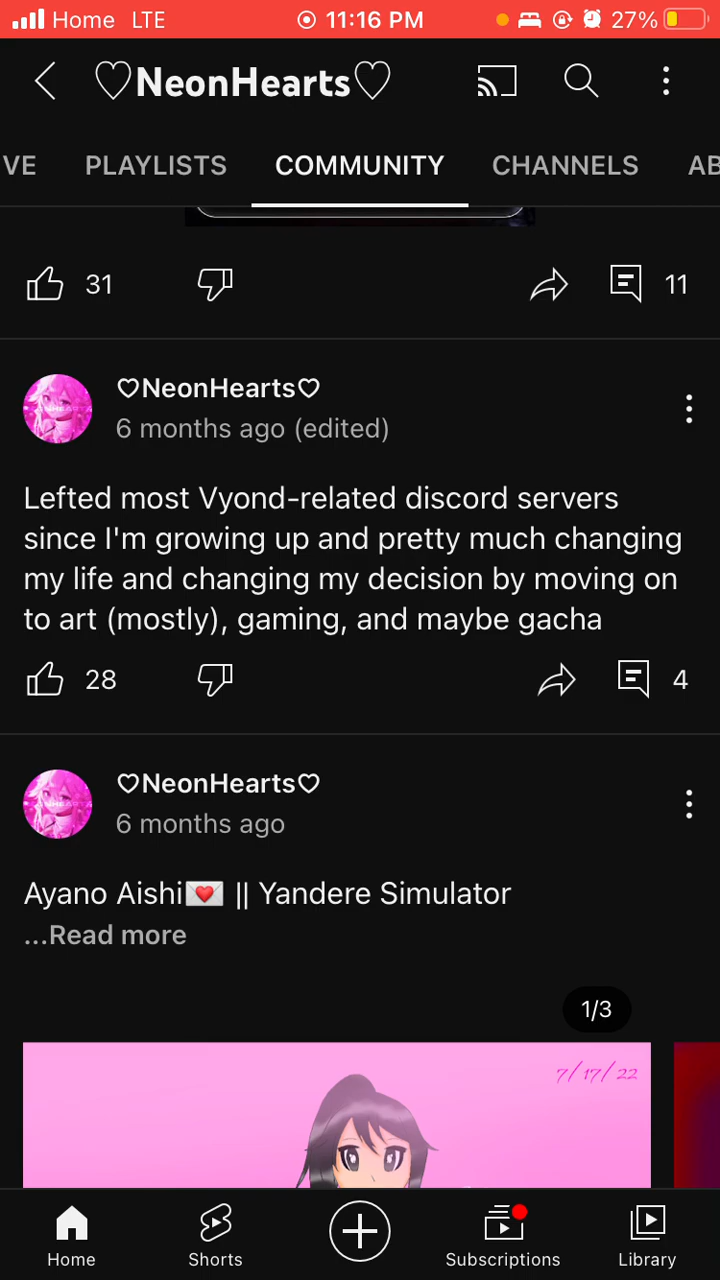 Home LTE 11:16 PM 27%
♡NeonHearts♡
VE PLAYLISTS COMMUNITY CHANNELS AB
31 11
♡NeonHearts♡
6 months ago (edited)
Lefted most Vyond-related discord servers
since I'm growing up and pretty much changing
my life and changing my decision by moving on
to art (mostly), gaming, and maybe gacha
28 4
♡NeonHearts♡
6 months ago
Ayano Aishi💌 || Yandere Simulator
...Read more
1/3
7/17/22
Home Shorts Subscriptions Library